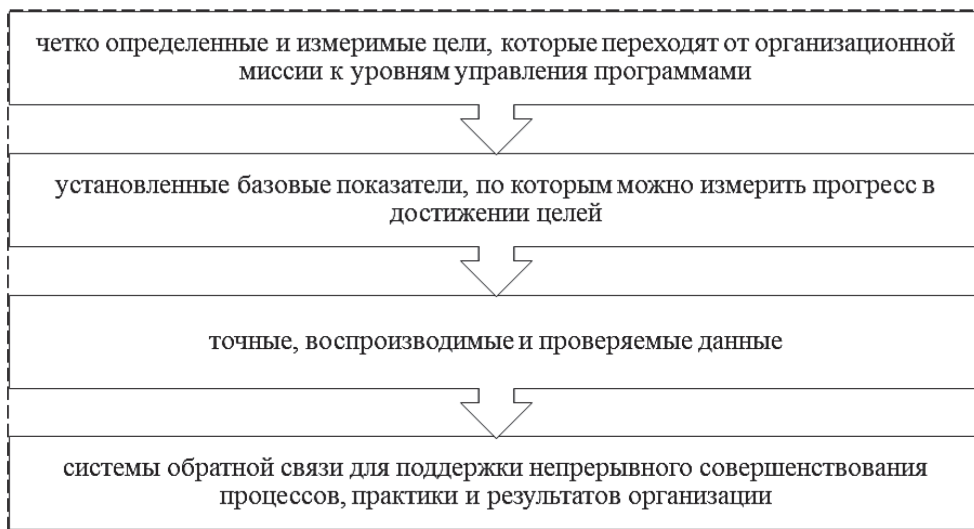 четко определенные и измеримые цели, которые переходят от организационной
миссии к уровням управления программами
установленные базовые показатели, по которым можно измерить прогресс в
достижении целей
точные, воспроизводимые и проверяемые данные
системы обратной связи для поддержки непрерывного совершенствования
процессов, практики и результатов организации